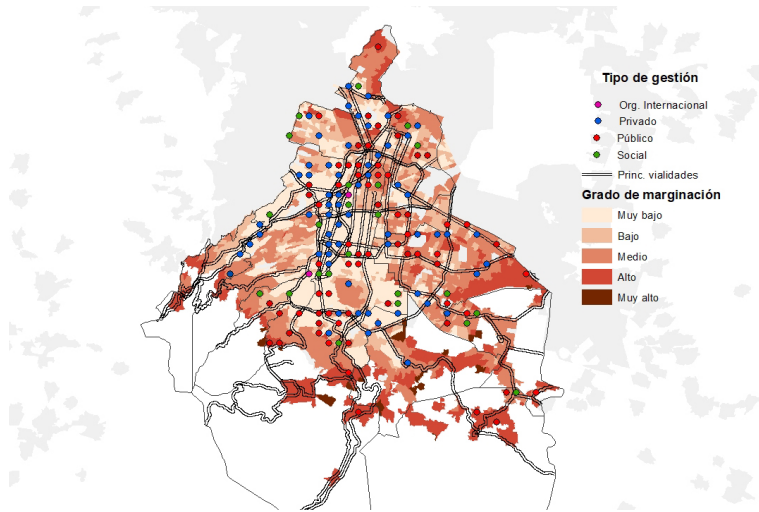 Tipo de gestión
Org. Internacional
Privado
Público
Social
Princ. vialidades
Grado de marginación
Muy bajo
Bajo
Medio
Alto
Muy alto